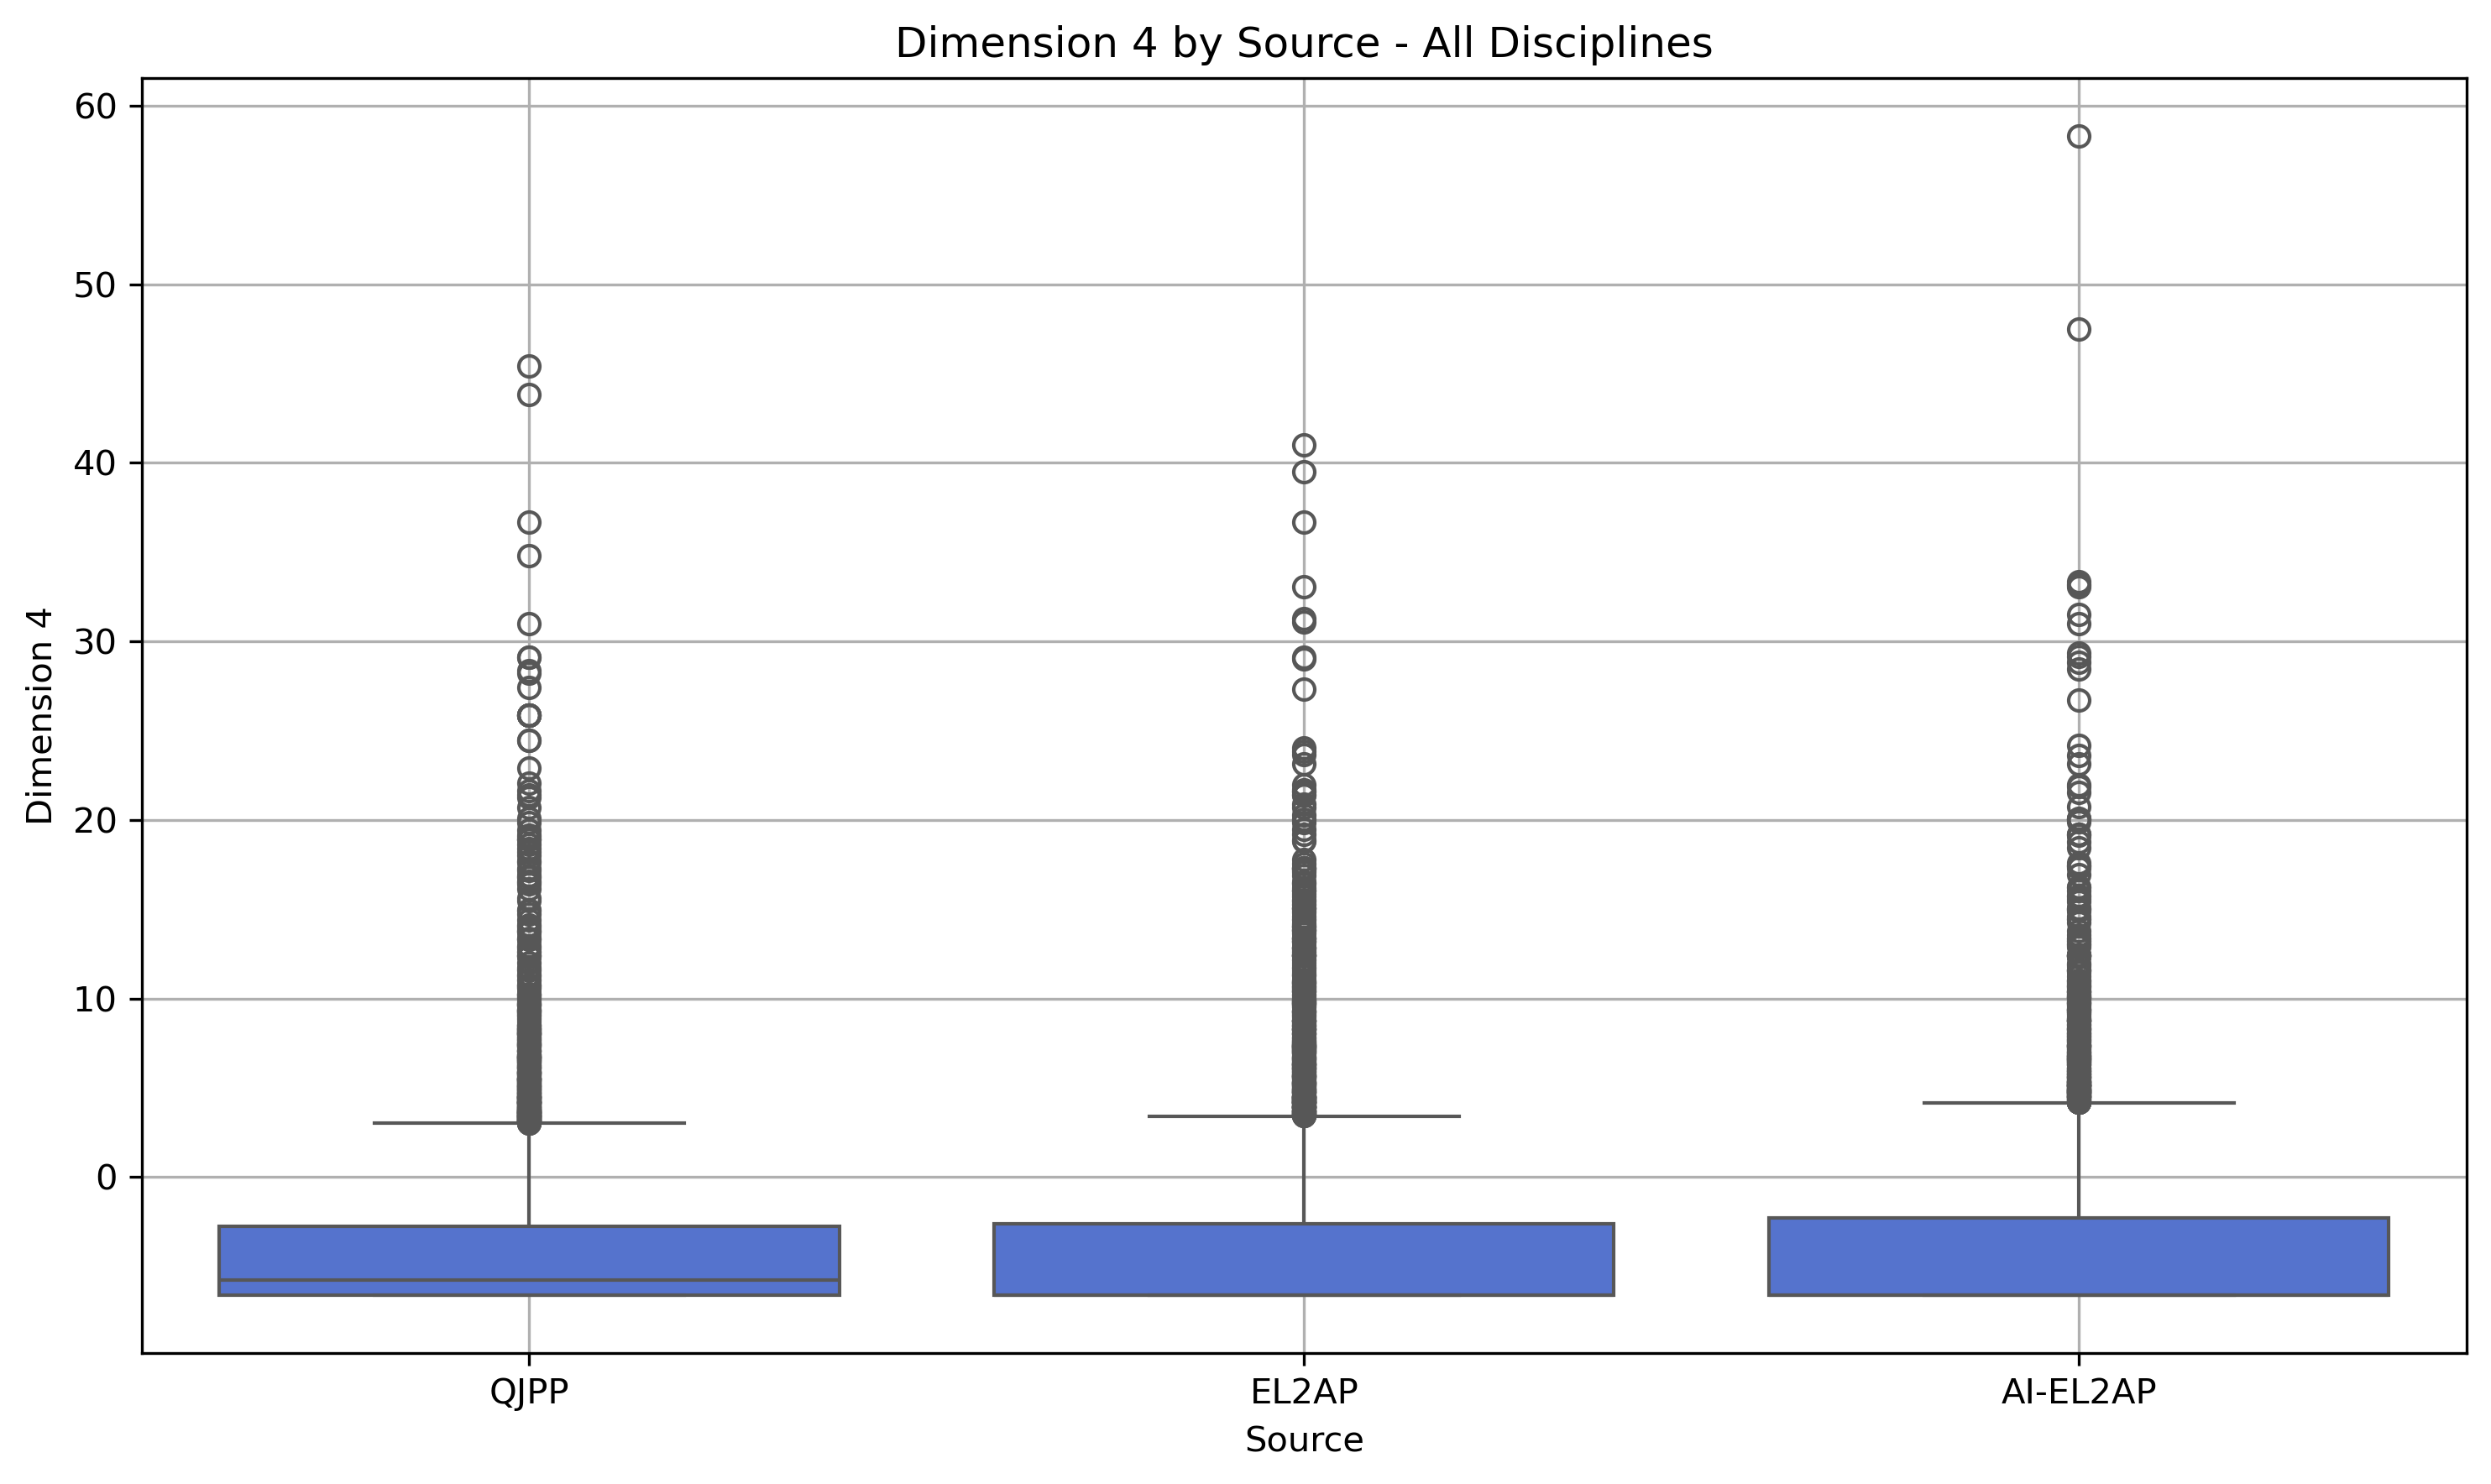 Dimension 4 by Source - All Disciplines
60
50
40
30
20
10
0
Dimension 4
QJPP
EL2AP
AI-EL2AP
Source